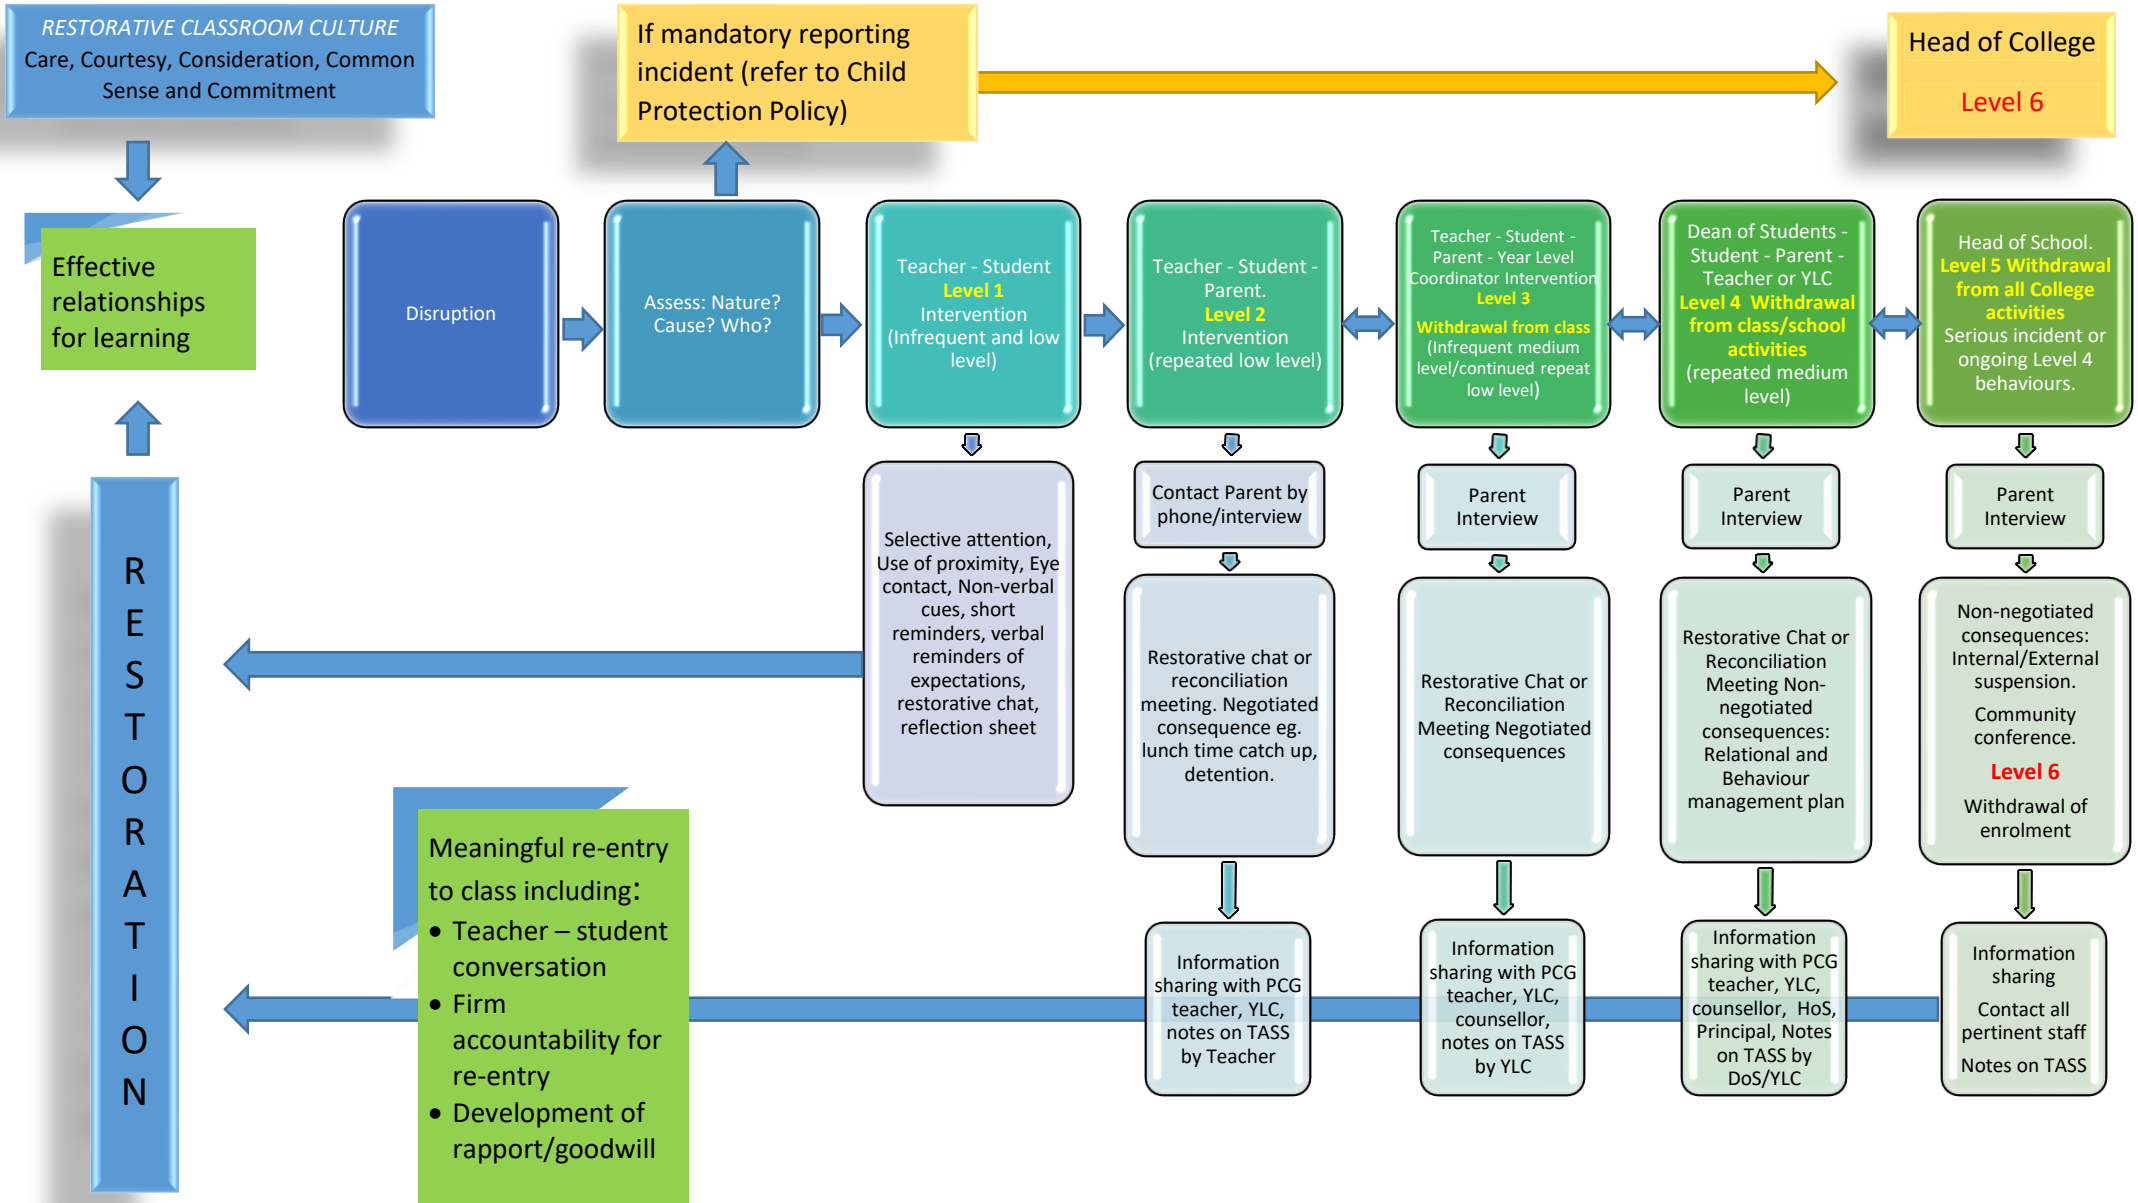 RESTORATIVE CLASSROOM CULTURE
Care, Courtesy, Consideration, Common
Sense and Commitment
If mandatory reporting
incident (refer to Child
Protection Policy)
Head of College
Level 6
Effective
relationships
for learning
Disruption
Assess: Nature?
Cause? Who?
Teacher - Student
Level 1
Intervention
(Infrequent and low
level)
Teacher - Student -
Parent.
Level 2
Intervention
(repeated low level)
Teacher - Student -
Parent - Year Level
Coordinator Intervention
Level 3
Withdrawal from class
(Infrequent medium
level/continued repeat
low level)
Dean of Students -
Student - Parent -
Teacher or YLC
Level 4 Withdrawal
from class/school
activities
(repeated medium
level)
Head of School.
Level 5 Withdrawal
from all College
activities
Serious incident or
ongoing Level 4
behaviours.
Selective attention,
Use of proximity, Eye
contact, Non-verbal
cues, short
reminders, verbal
reminders of
expectations,
restorative chat,
reflection sheet
Contact Parent by
phone/interview
Parent
Interview
Parent
Interview
Parent
Interview
Restorative chat or
reconciliation
meeting. Negotiated
consequence eg.
lunch time catch up,
detention.
Restorative Chat or
Reconciliation
Meeting Negotiated
consequences
Restorative Chat or
Reconciliation
Meeting Non-
negotiated
consequences:
Relational and
Behaviour
management plan
Non-negotiated
consequences:
Internal/External
suspension.
Community
conference.
Level 6
Withdrawal of
enrolment
R
E
S
T
O
R
A
T
I
O
N
Meaningful re-entry
to class including:
• Teacher – student
conversation
• Firm
accountability for
re-entry
• Development of
rapport/goodwill
Information
sharing with PCG
teacher, YLC,
notes on TASS
by Teacher
Information
sharing with PCG
teacher, YLC,
counsellor,
notes on TASS
by YLC
Information
sharing with PCG
teacher, YLC,
counsellor, HoS,
Principal, Notes
on TASS by
DoS/YLC
Information
sharing
Contact all
pertinent staff
Notes on TASS